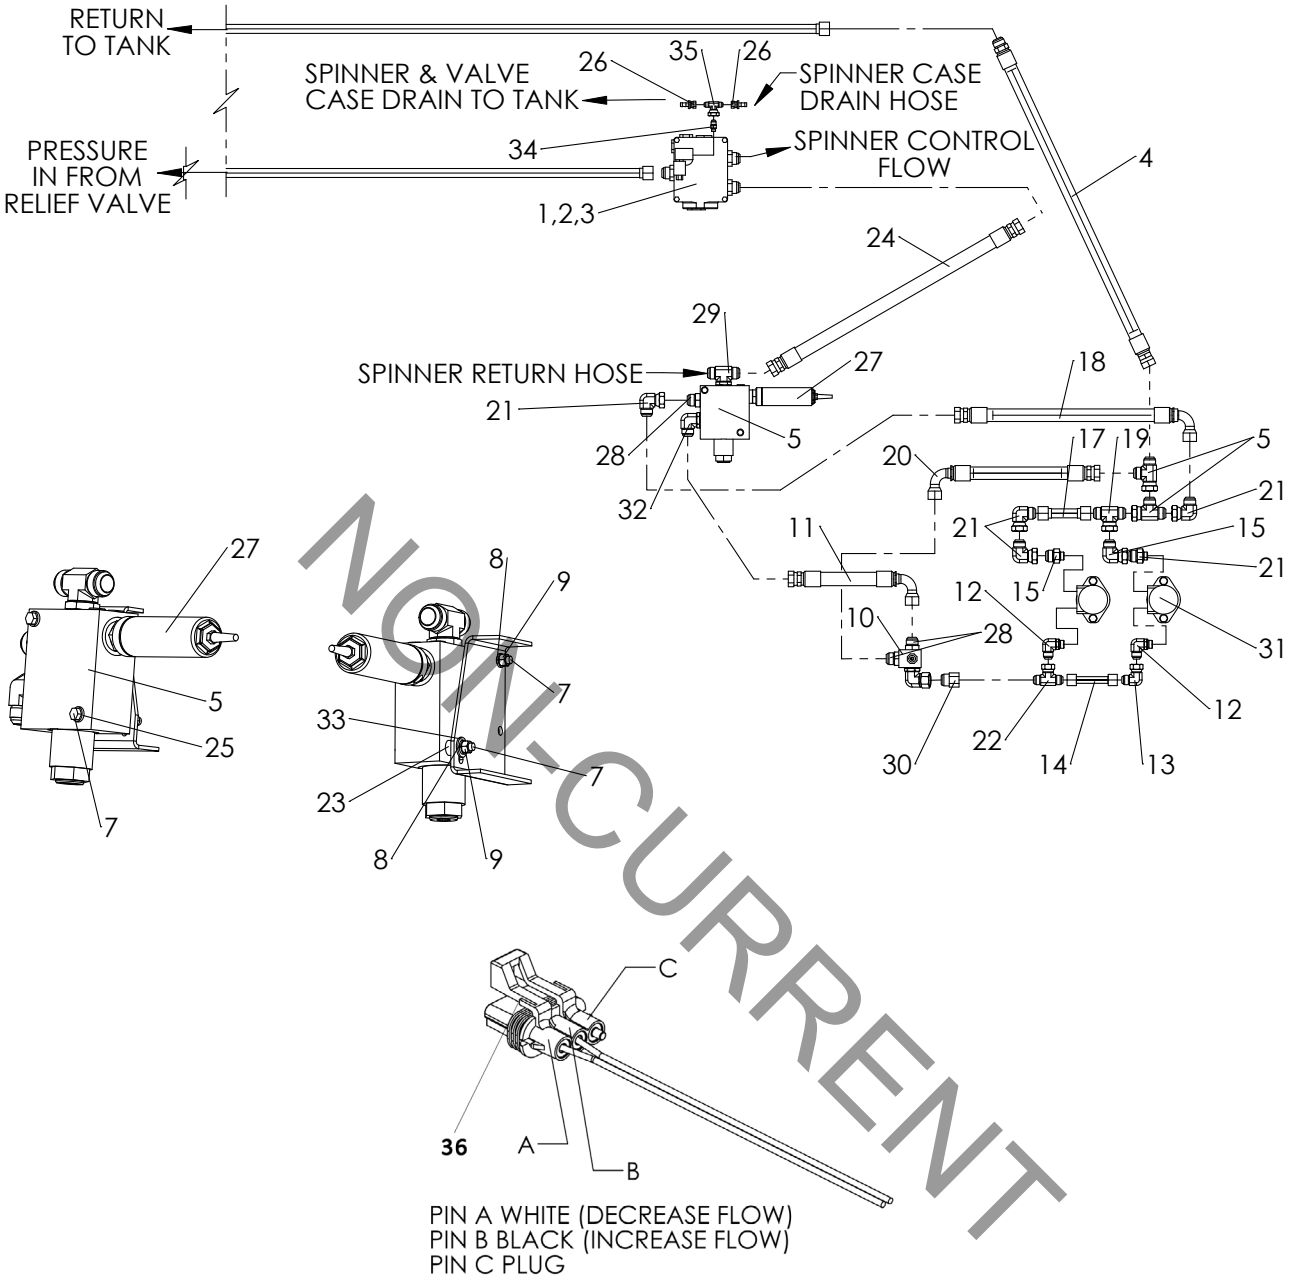 RETURN
TO TANK
SPINNER & VALVE
CASE DRAIN TO TANK
26
35
26
SPINNER CASE
DRAIN HOSE
34
SPINNER CONTROL
FLOW
PRESSURE
IN FROM
RELIEF VALVE
1,2,3
4
24
29
SPINNER RETURN HOSE
27
18
21
28
5
32
20
17
19
5
21
21
15
21
11
15
12
10
28
31
12
30
22
14
13
27
5
25
7
8
9
7
33
7
23
8
9
NON-CURRENT
C
36
A
B
PIN A WHITE (DECREASE FLOW)
PIN B BLACK (INCREASE FLOW)
PIN C PLUG